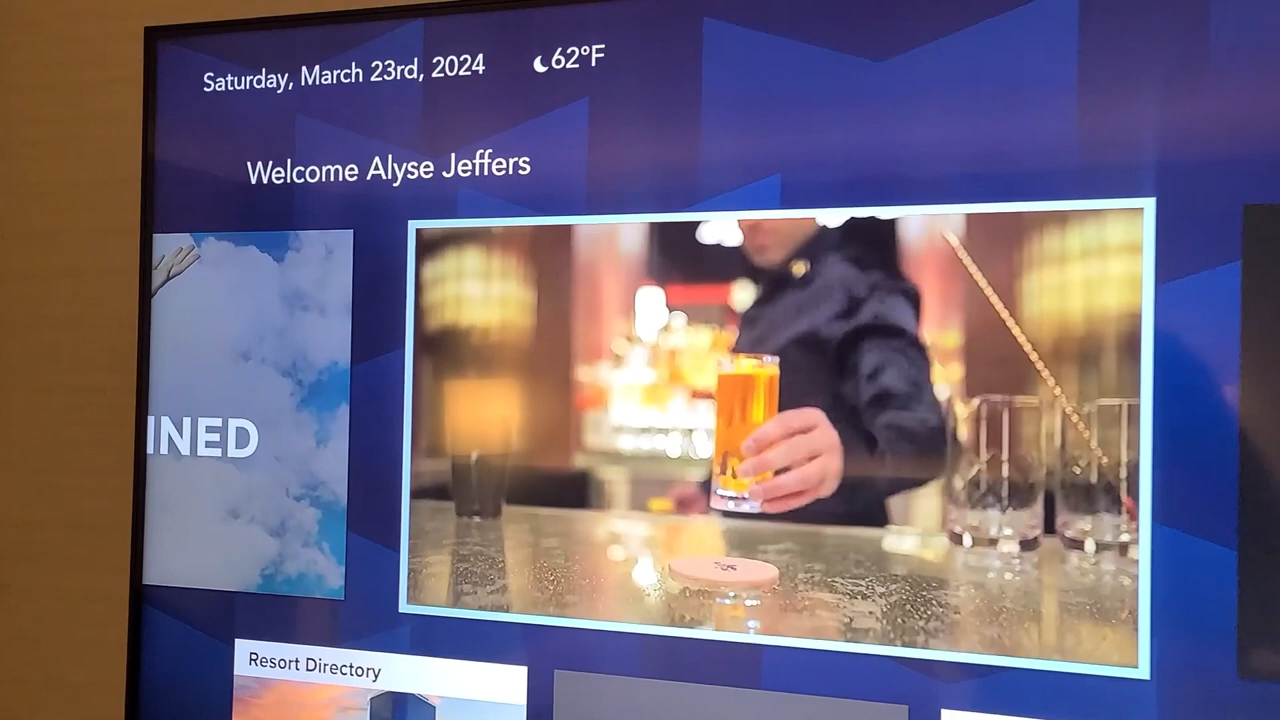 Saturday, March 23rd, 2024 62°F
Welcome Alyse Jeffers
INED
Resort Directory